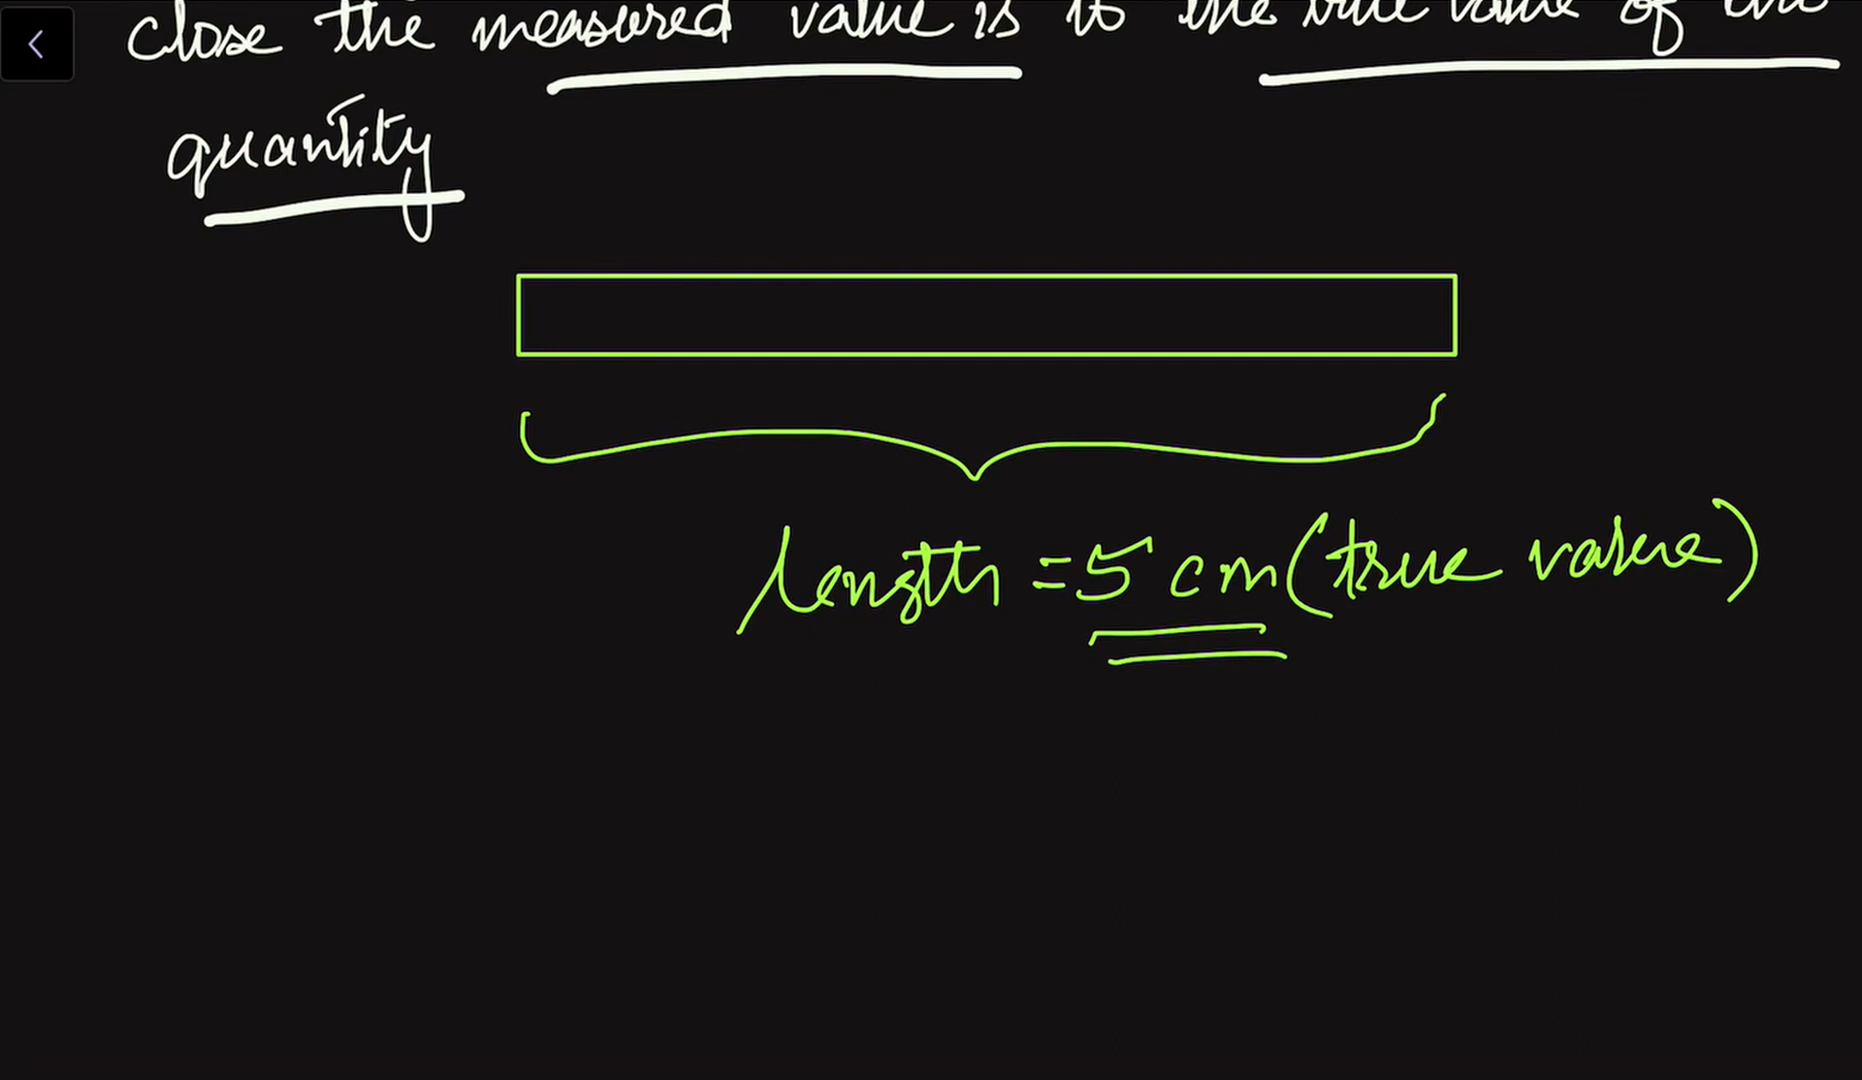 close the measured value is to the true value of the
quantity
length = 5 cm (true value)